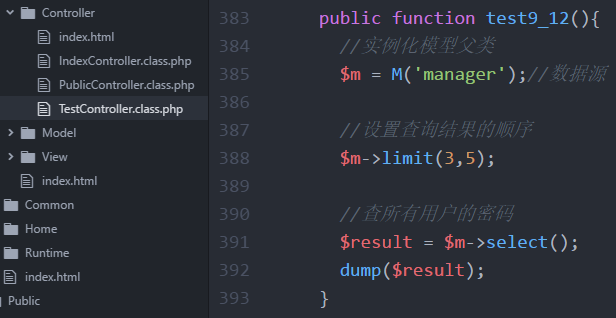 Controller
index.html
IndexController.class.php
PublicController.class.php
TestController.class.php
Model
View
index.html
Common
Home
Runtime
index.html
Public
383 public function test9_12(){
384 //实例化模型父类
385 $m = M('manager');//数据源
386
387 //设置查询结果的顺序
388 $m->limit(3,5);
389
390 //查所有用户的密码
391 $result = $m->select();
392 dump($result);
393 }